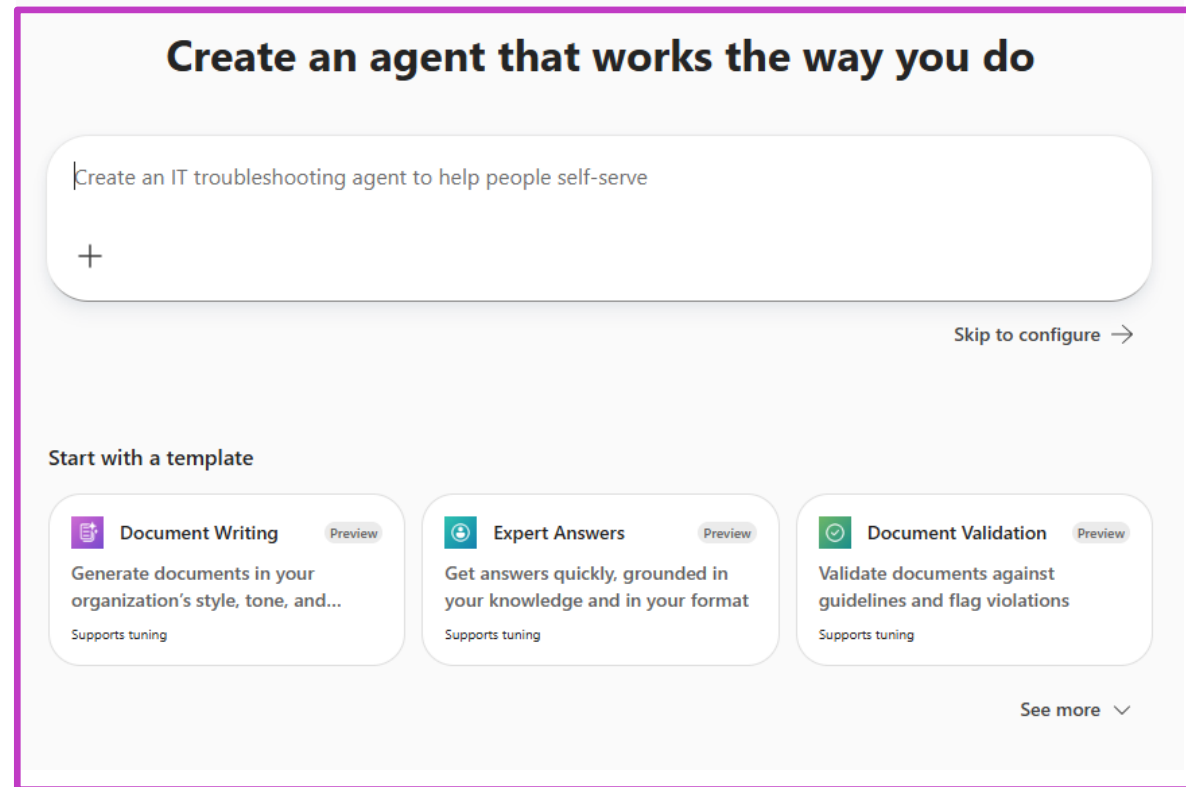 Create an agent that works the way you do
Create an IT troubleshooting agent to help people self-serve
Skip to configure
Start with a template
Document Writing
Preview
Generate documents in your
organization's style, tone, and...
Supports tuning
Expert Answers
Preview
Get answers quickly, grounded in
your knowledge and in your format
Supports tuning
Document Validation
Preview
Validate documents against
guidelines and flag violations
Supports tuning
See more